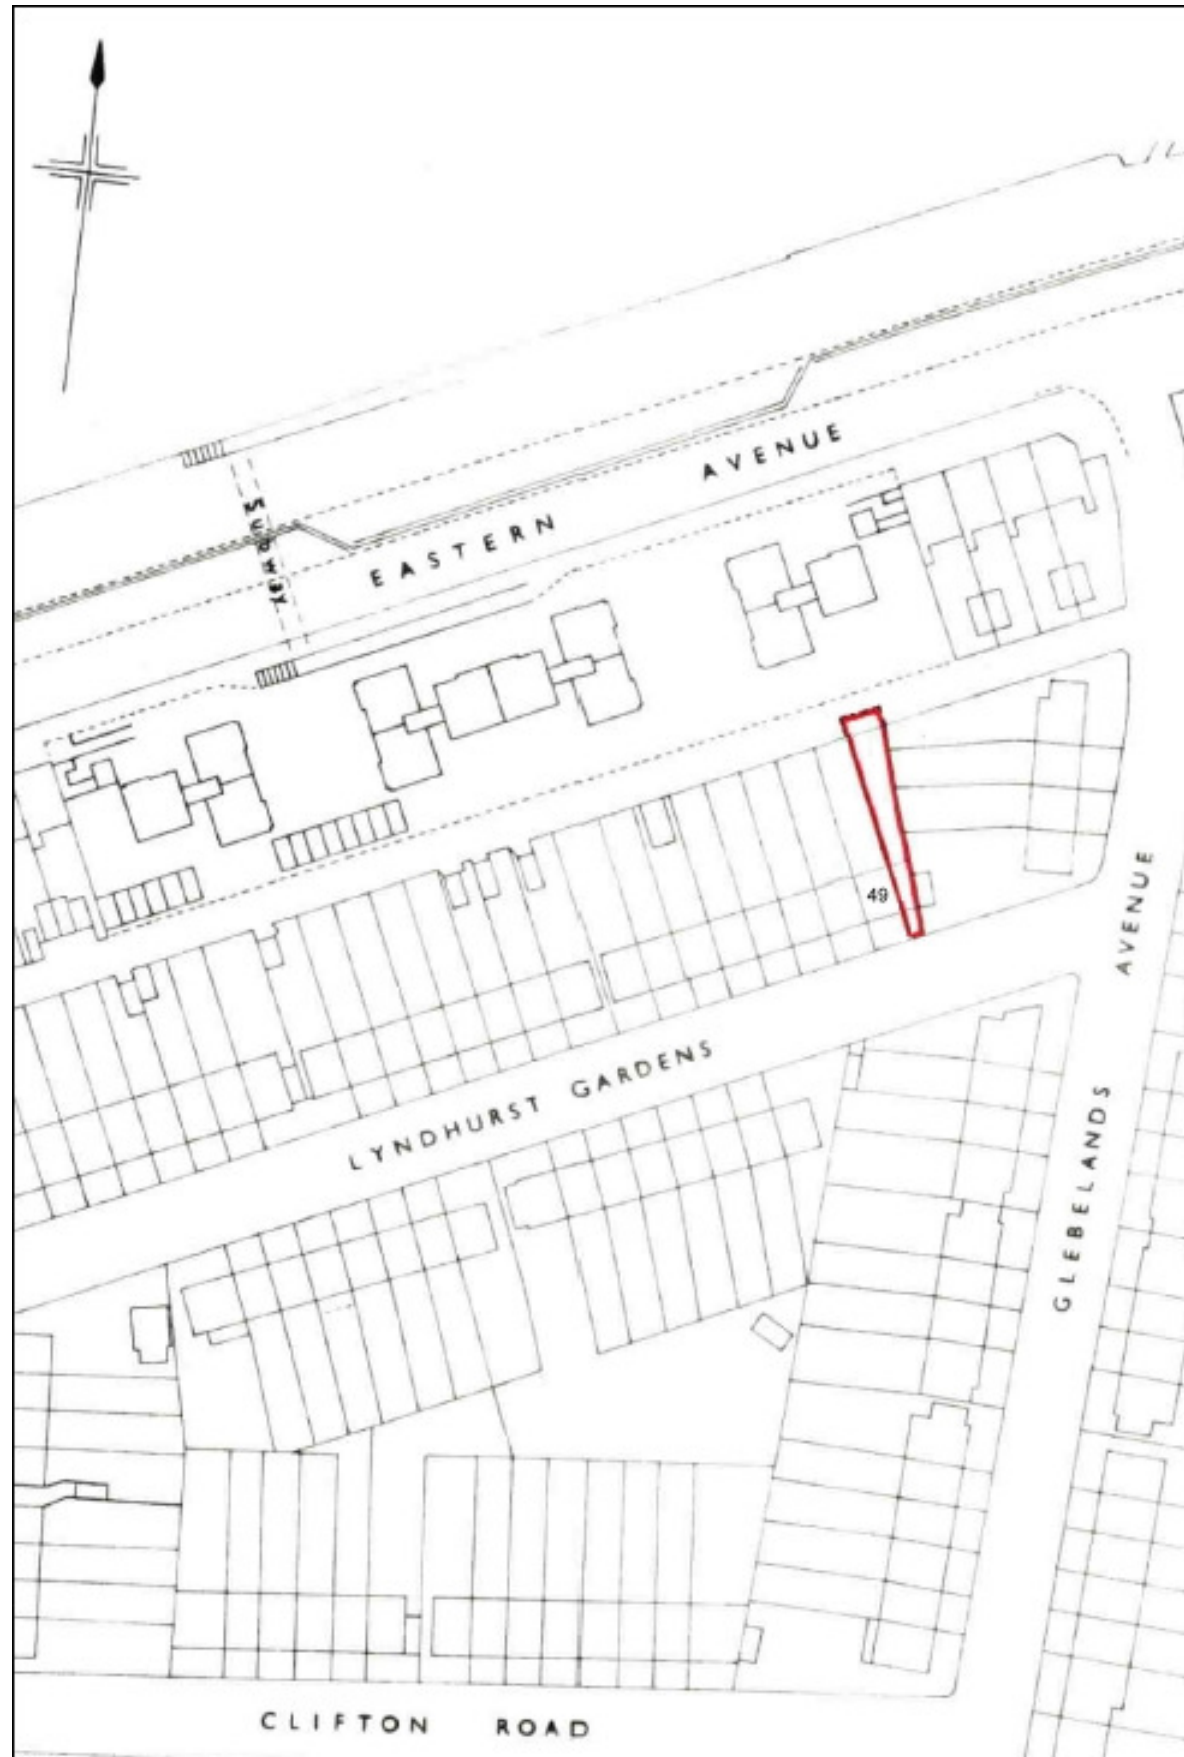 EASTERN AVENUE
SUBWAY
49
AVENUE
GLEBELANDS
LYNDHURST GARDENS
CLIFTON ROAD